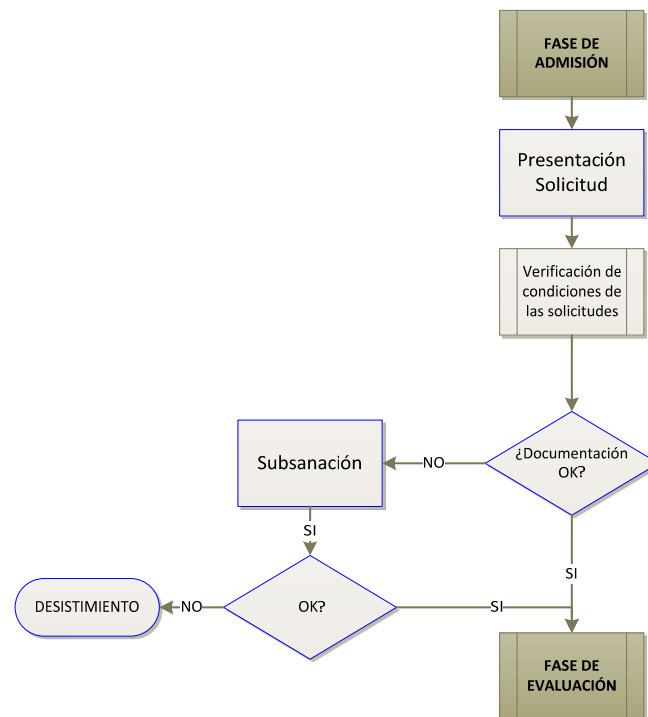 FASE DE
ADMISIÓN
Presentación
Solicitud
Verificación de
condiciones de
las solicitudes
¿Documentación
OK?
NO
Subsanación
SI
SI
OK?
NO
DESISTIMIENTO
SI
FASE DE
EVALUACIÓN